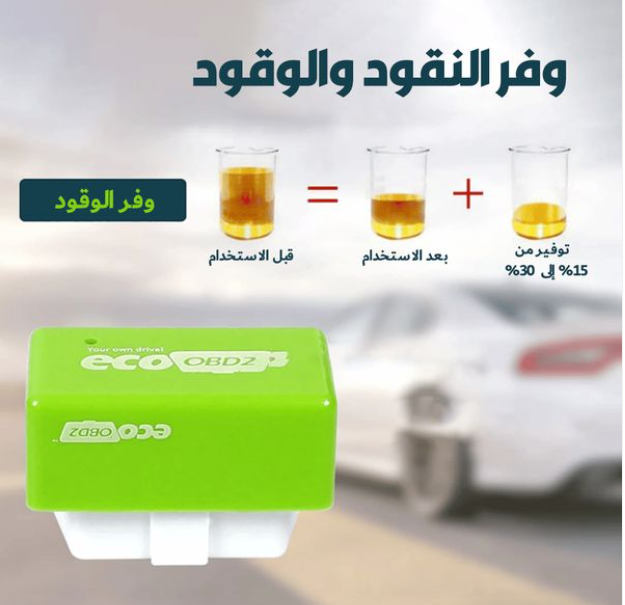 وفر النقود والوقود
وفر الوقود
قبل الاستخدام
=
بعد الاستخدام
+
توفير من
15% إلى 30%
Your own drive!
eco OBD2
eco OBD2